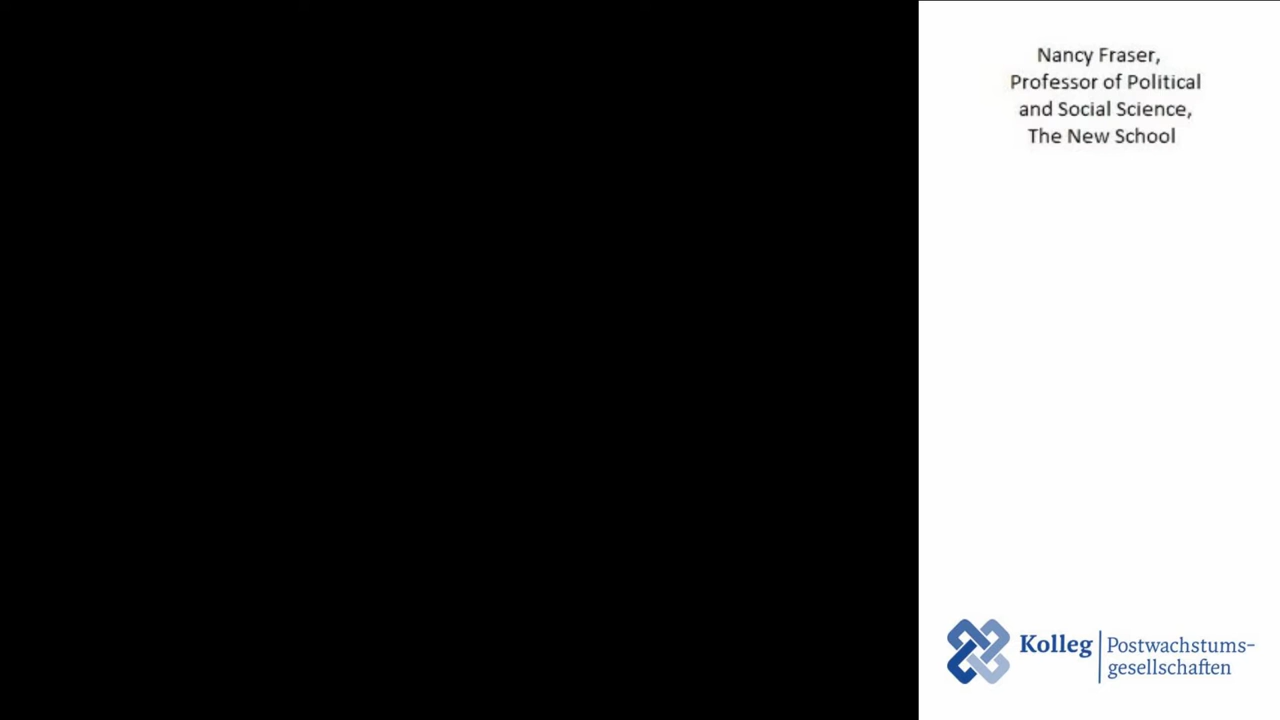 Nancy Fraser,
Professor of Political
and Social Science,
The New School
Kolleg
Postwachstums-
gesellschaften